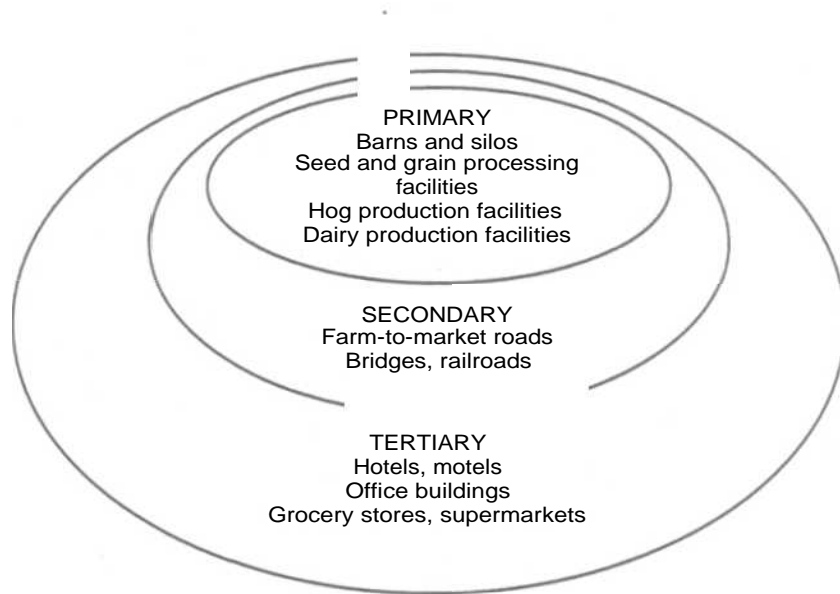 PRIMARY
Barns and silos
Seed and grain processing
facilities
Hog production facilities
Dairy production facilities
SECONDARY
Farm-to-market roads
Bridges, railroads
TERTIARY
Hotels, motels
Office buildings
Grocery stores, supermarkets